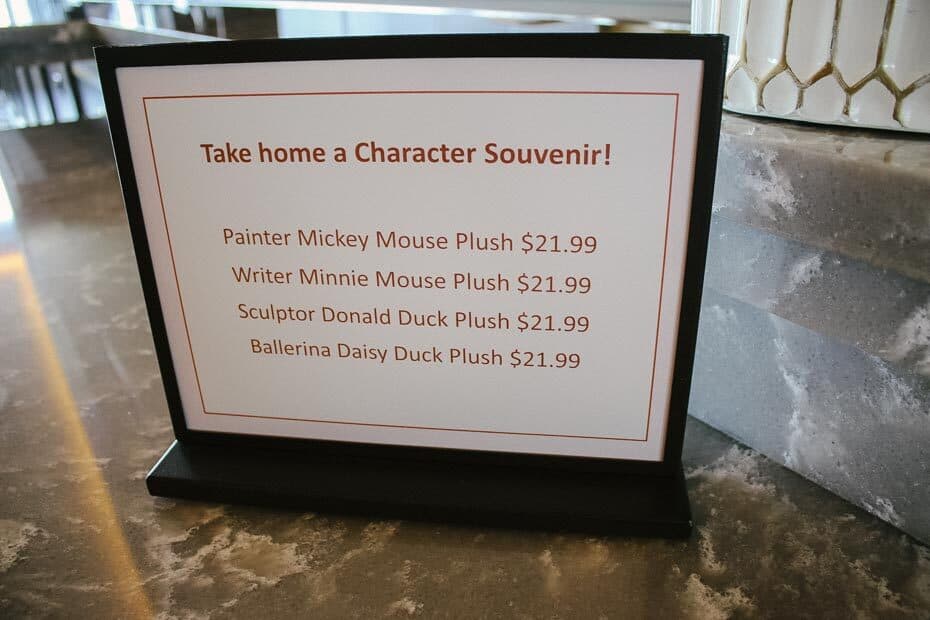 Take home a Character Souvenir!
Painter Mickey Mouse Plush $21.99
Writer Minnie Mouse Plush $21.99
Sculptor Donald Duck Plush $21.99
Ballerina Daisy Duck Plush $21.99